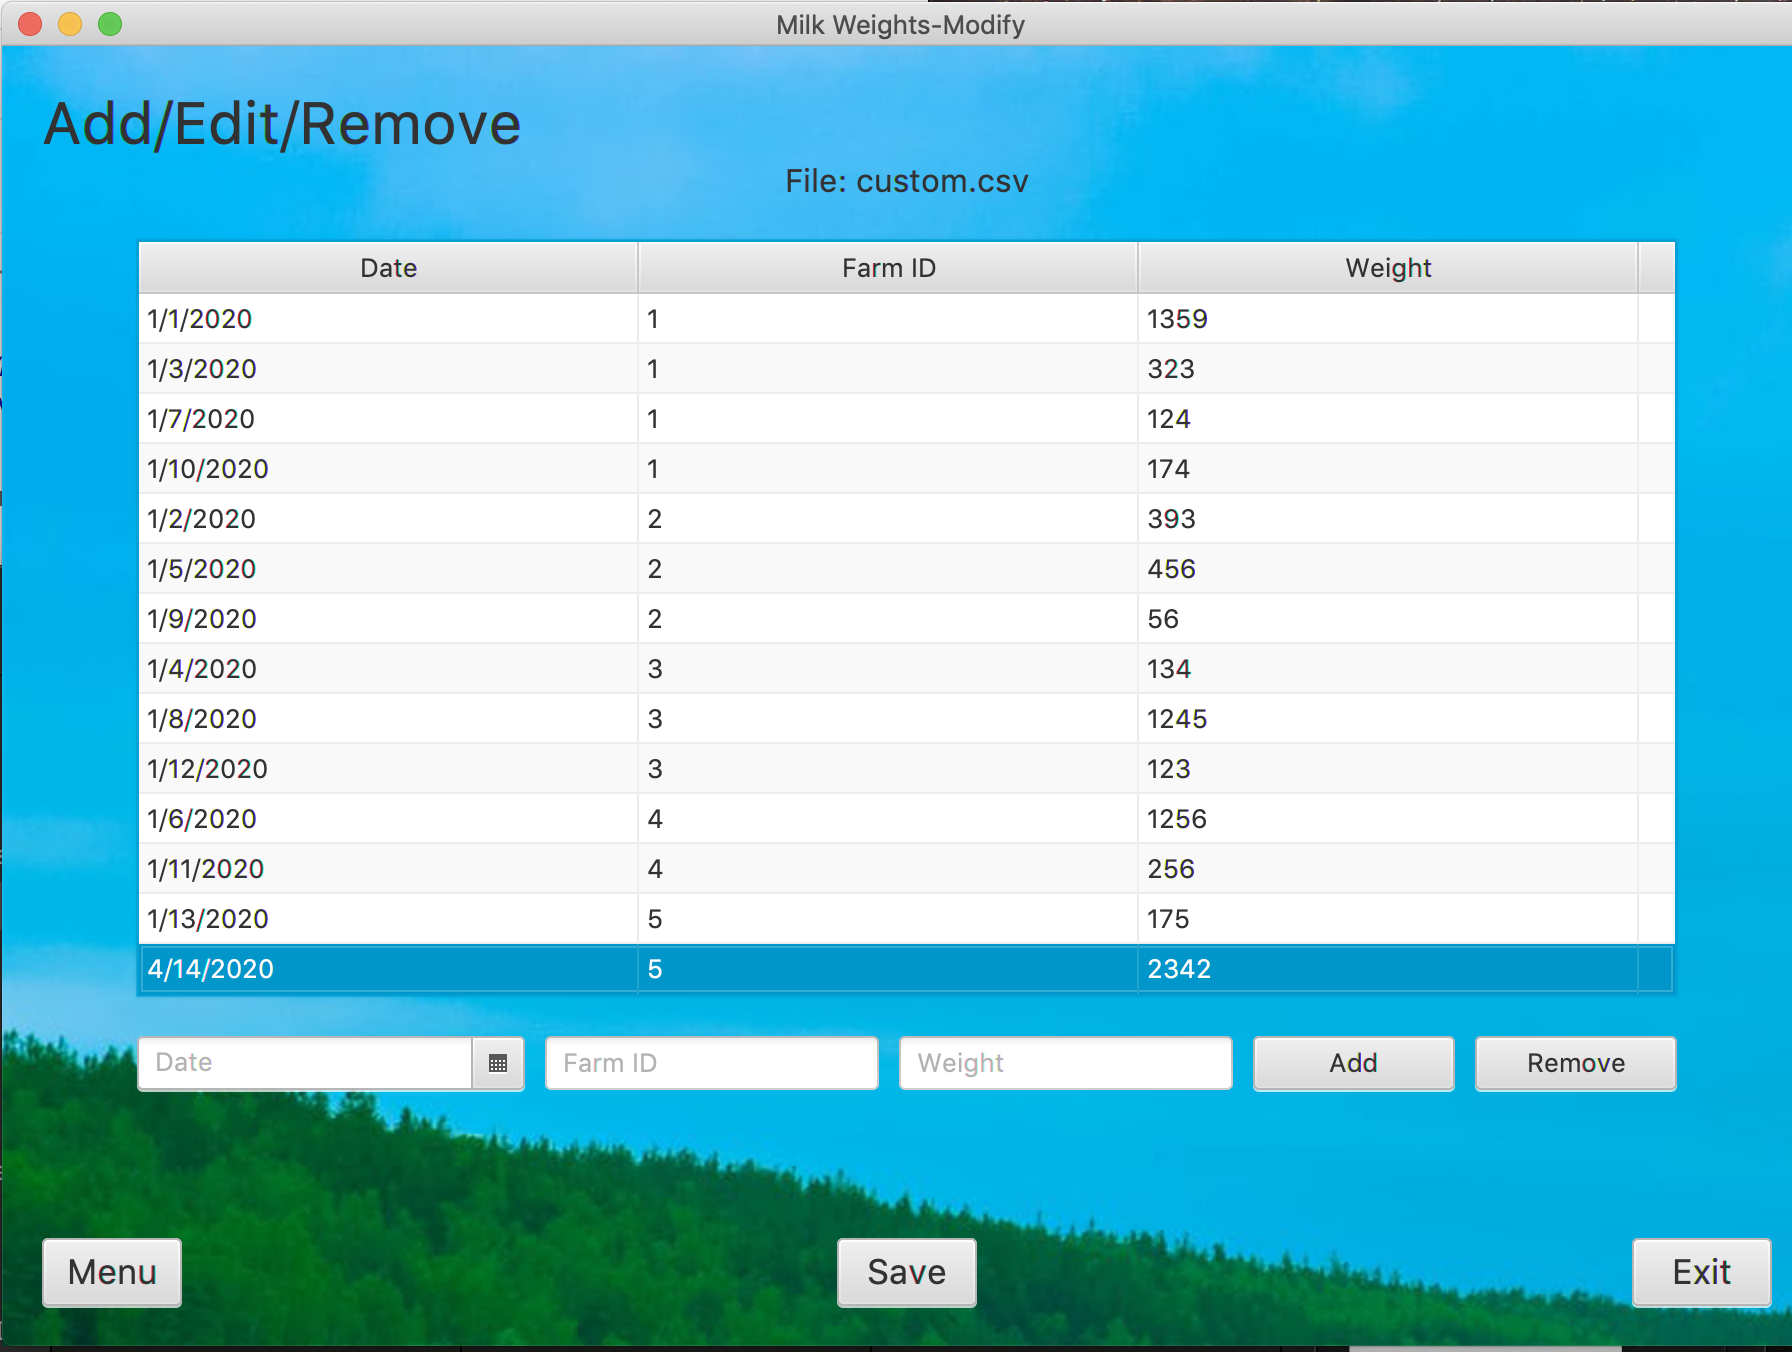 Milk Weights-Modify
Add/Edit/Remove
File: custom.csv
Date Farm ID Weight
1/1/2020 1 1359
1/3/2020 1 323
1/7/2020 1 124
1/10/2020 1 174
1/2/2020 2 393
1/5/2020 2 456
1/9/2020 2 56
1/4/2020 3 134
1/8/2020 3 1245
1/12/2020 3 123
1/6/2020 4 1256
1/11/2020 4 256
1/13/2020 5 175
4/14/2020 5 2342
Date Farm ID Weight Add Remove
Menu Save Exit